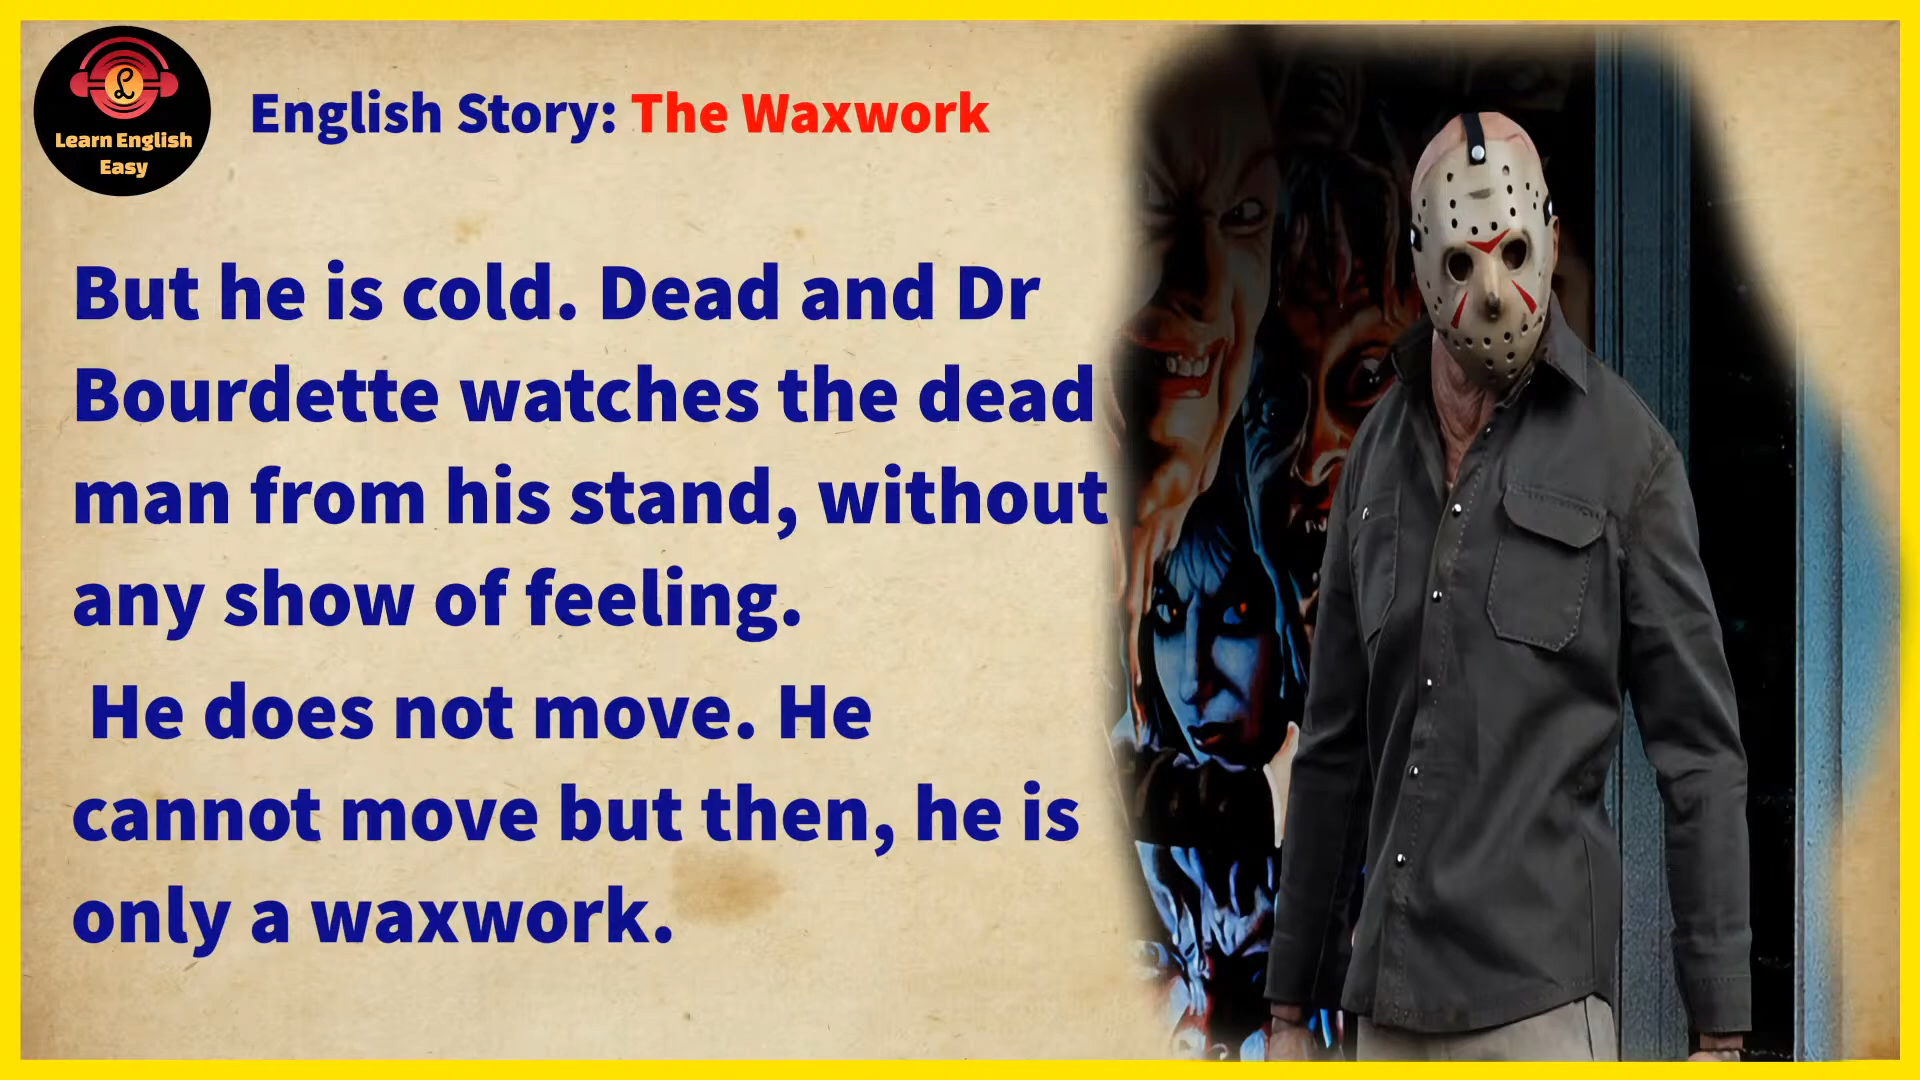 Learn English
Easy
English Story: The Waxwork
But he is cold. Dead and Dr
Bourdette watches the dead
man from his stand, without
any show of feeling.
He does not move. He
cannot move but then, he is
only a waxwork.